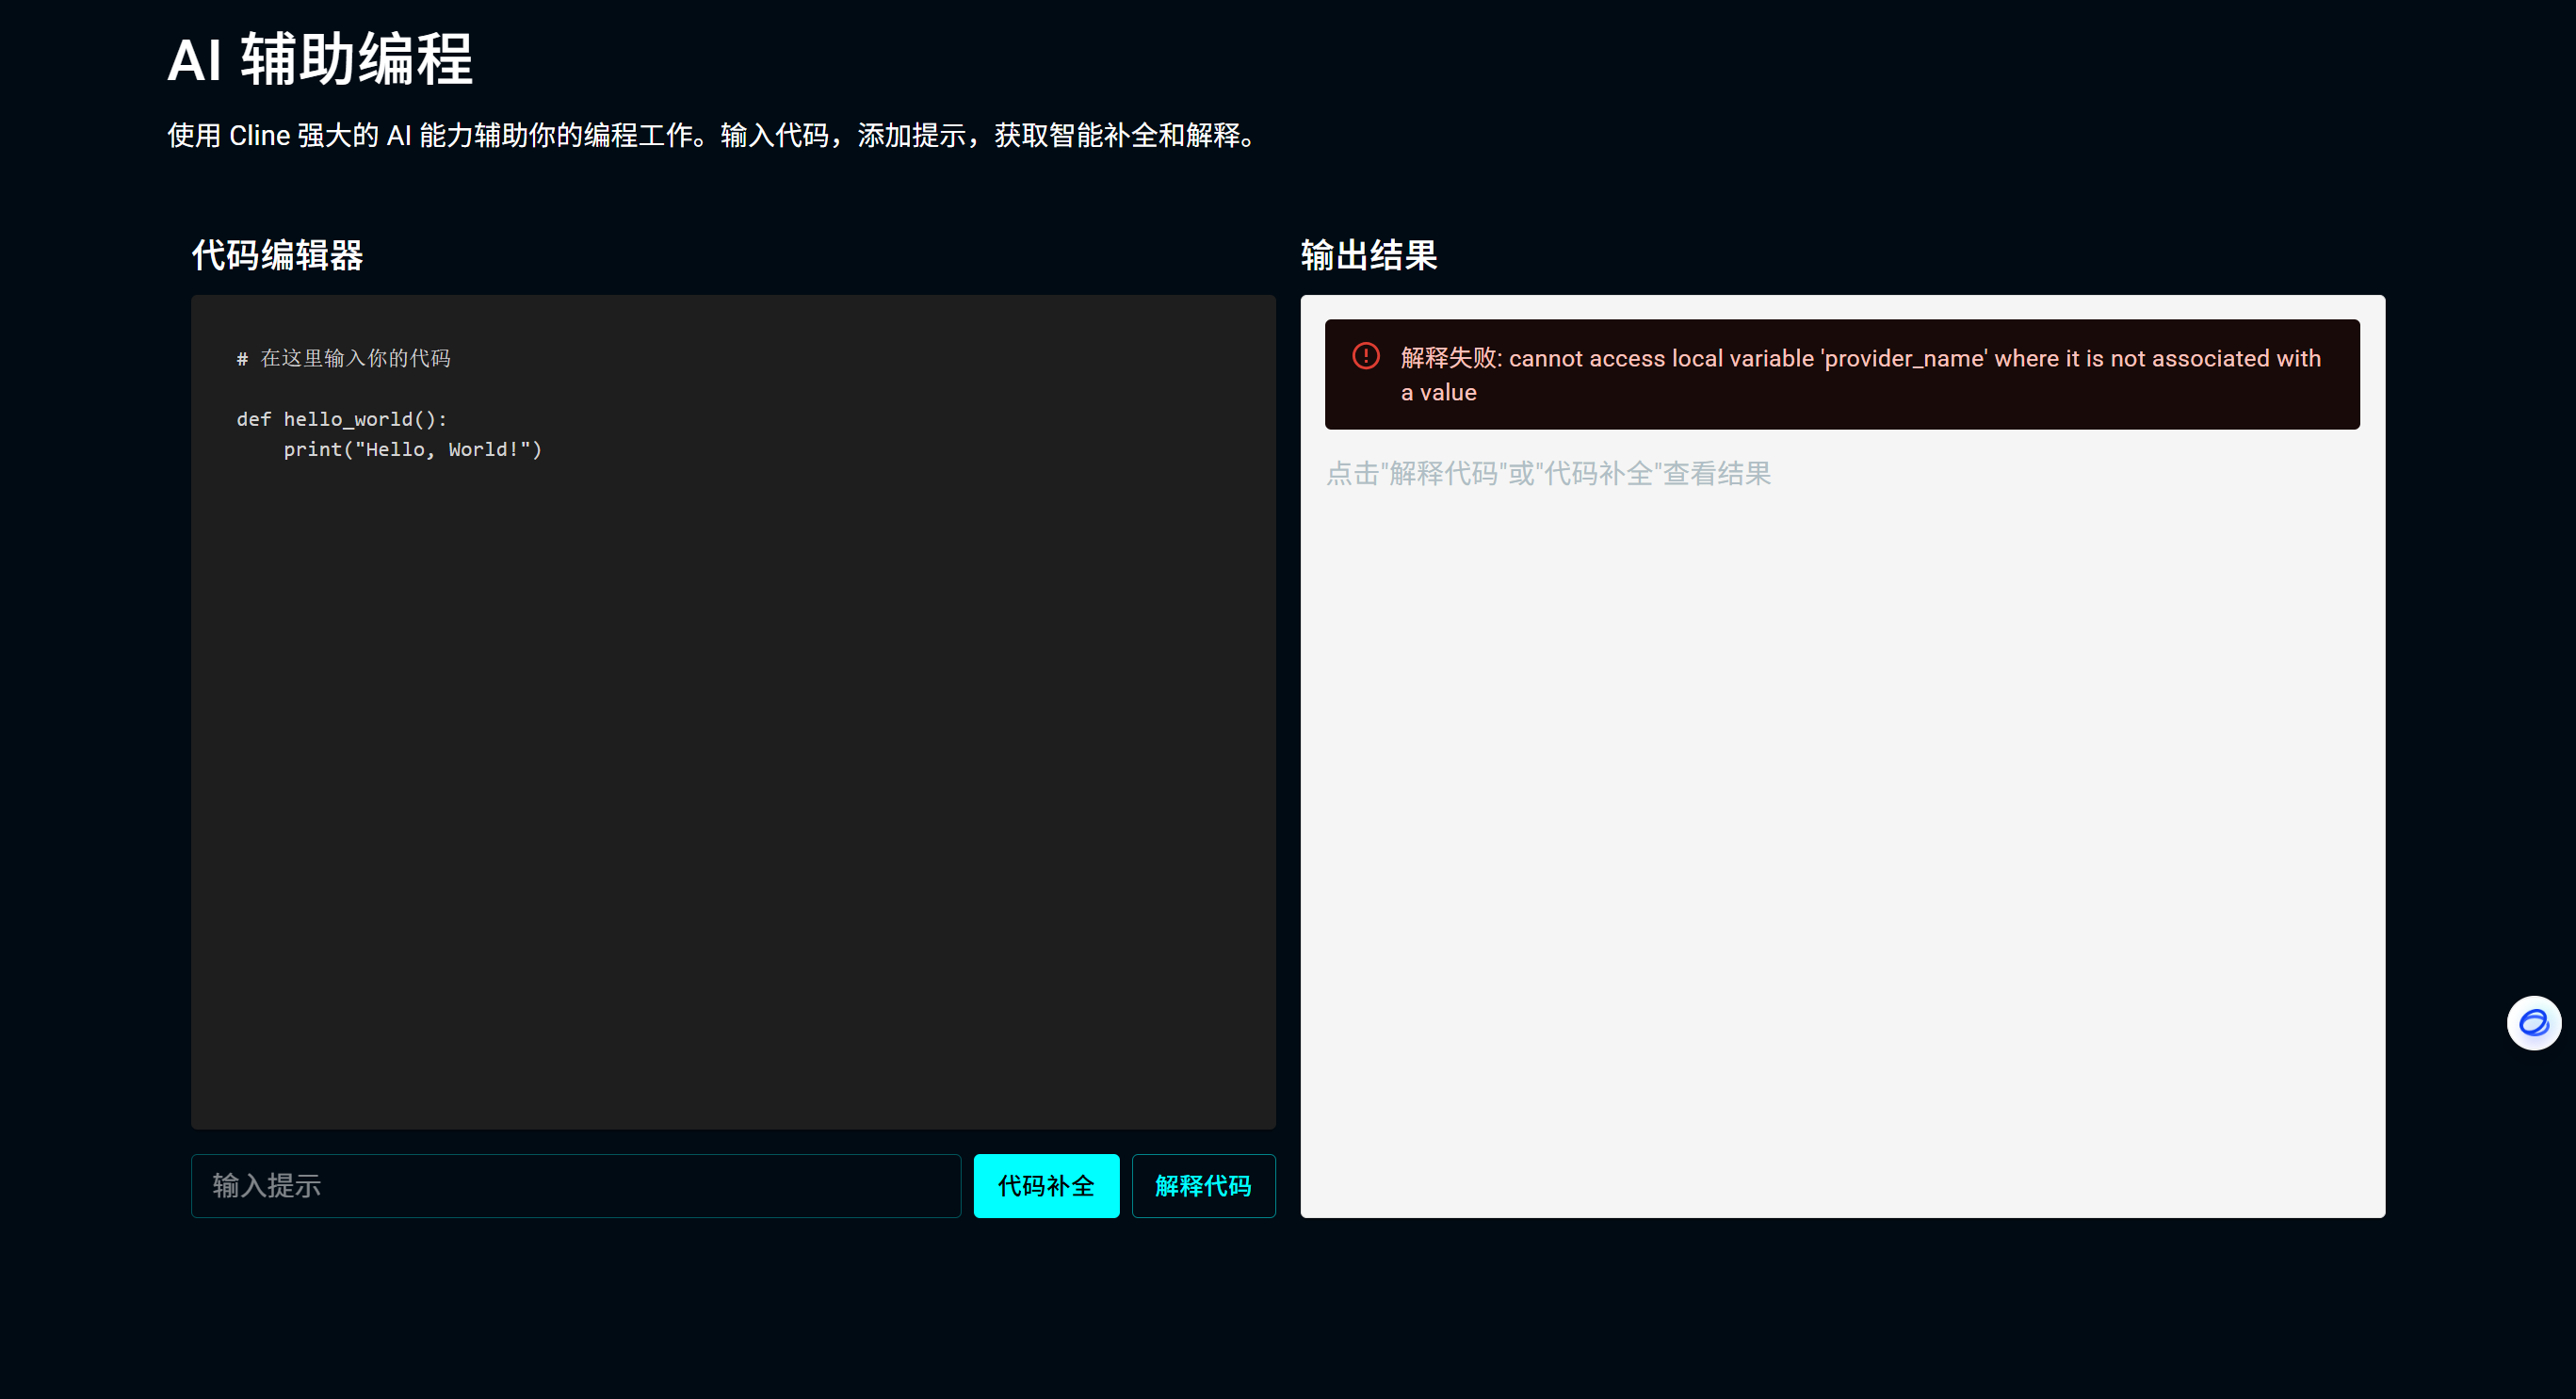 AI 辅助编程
使用 Cline 强大的 AI 能力辅助你的编程工作。输入代码，添加提示，获取智能补全和解释。
代码编辑器
# 在这里输入你的代码
def hello_world():
    print("Hello, World!")
输入提示
代码补全
解释代码
输出结果
解释失败: cannot access local variable 'provider_name' where it is not associated with
a value
点击"解释代码"或"代码补全"查看结果